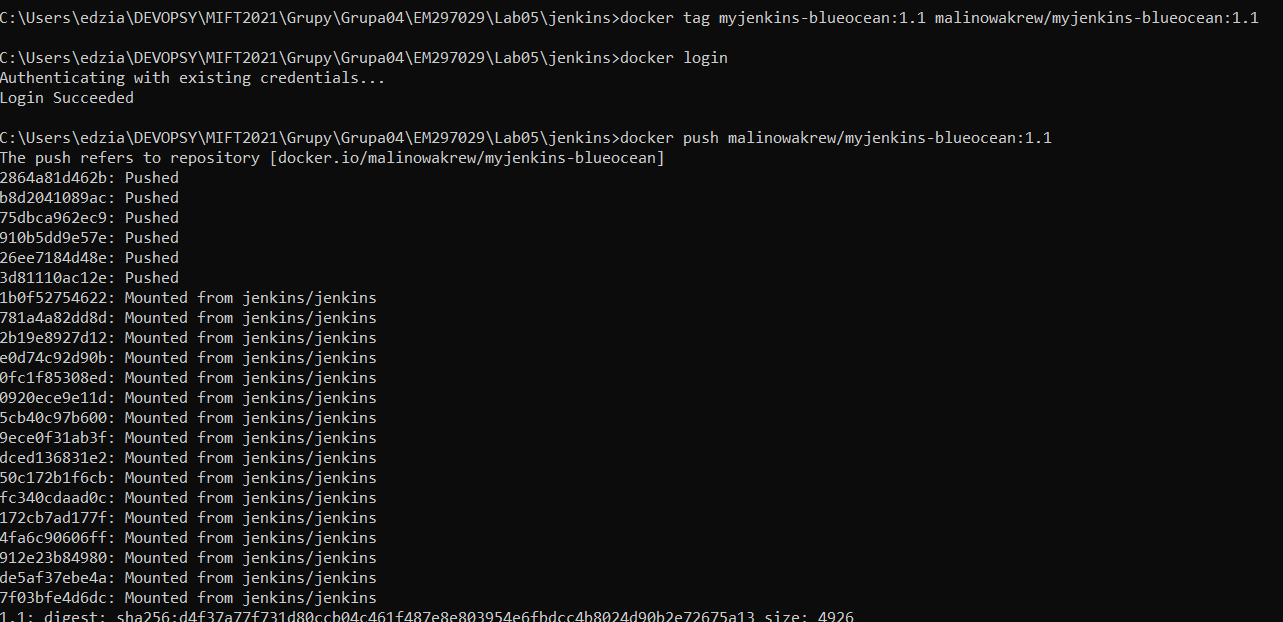 C:\Users\edzia\DEVOPSY\MIFT2021\Grupy\Grupa04\EM297029\Lab05\jenkins>docker tag myjenkins-blueocean:1.1 malinowakrew/myjenkins-blueocean:1.1
C:\Users\edzia\DEVOPSY\MIFT2021\Grupy\Grupa04\EM297029\Lab05\jenkins>docker login
Authenticating with existing credentials...
Login Succeeded
C:\Users\edzia\DEVOPSY\MIFT2021\Grupy\Grupa04\EM297029\Lab05\jenkins>docker push malinowakrew/myjenkins-blueocean:1.1
The push refers to repository [docker.io/malinowakrew/myjenkins-blueocean]
2864a81d462b: Pushed
b8d2041089ac: Pushed
75dbca962ec9: Pushed
910b5dd9e57e: Pushed
26ee7184d48e: Pushed
3d81110ac12e: Pushed
1b0f52754622: Mounted from jenkins/jenkins
781a4a82dd8d: Mounted from jenkins/jenkins
2b19e8927d12: Mounted from jenkins/jenkins
e0d74c92d90b: Mounted from jenkins/jenkins
0fc1f85308ed: Mounted from jenkins/jenkins
0920ece9e11d: Mounted from jenkins/jenkins
5cb40c97b600: Mounted from jenkins/jenkins
9ece0f31ab3f: Mounted from jenkins/jenkins
dced136831e2: Mounted from jenkins/jenkins
50c172b1f6cb: Mounted from jenkins/jenkins
fc340cdaad0c: Mounted from jenkins/jenkins
172cb7ad177f: Mounted from jenkins/jenkins
4fa6c90606ff: Mounted from jenkins/jenkins
912e23b84980: Mounted from jenkins/jenkins
de5af37ebe4a: Mounted from jenkins/jenkins
7f03bfe4d6dc: Mounted from jenkins/jenkins
1.1: digest: sha256:d4f37a77f731d80ccb04c461f487e8e803954e6fbdcc4b8024d90b2e72675a13 size: 4926